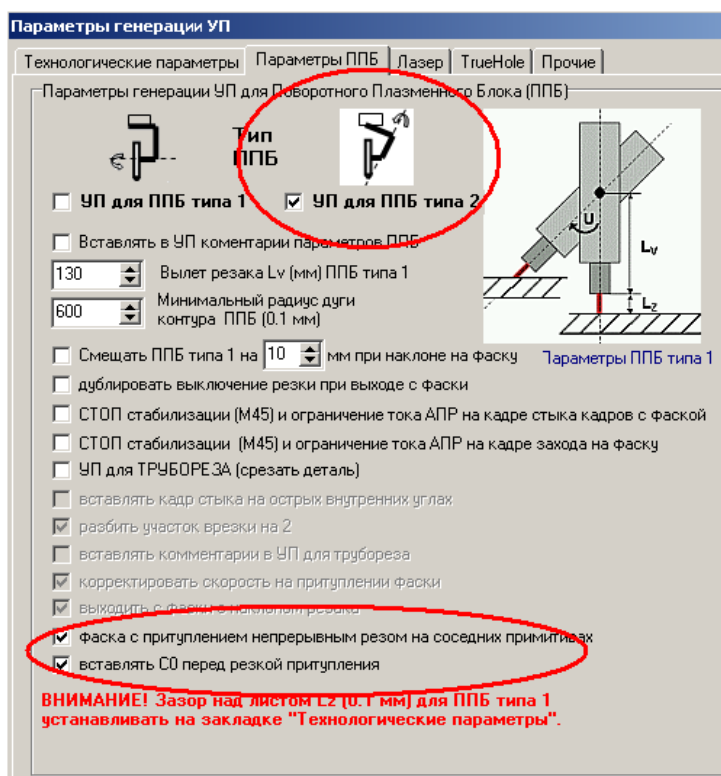 Параметры генерации УП
Технологические параметры Параметры ППБ Лазер TrueHole Прочие
Параметры генерации УП для Поворотного Плазменного Блока (ППБ)
Тип
ППБ
УП для ППБ типа 1 УП для ППБ типа 2
Вставлять в УП коментарии параметров ППБ
130 Вылет резака Lv (мм) ППБ типа 1
600 Минимальный радиус дуги
контура ППБ (0.1 мм)
U
Lv
Lz
Смещать ППБ типа 1 на 10 мм при наклоне на фаску Параметры ППБ типа 1
дублировать выключение резки при выходе с фаски
СТОП стабилизации (М45) и ограничение тока АПР на кадре стыка кадров с фаской
СТОП стабилизации (М45) и ограничение тока АПР на кадре захода на фаску
УП для ТРУБОРЕЗА (срезать деталь)
вставлять кадр стыка на острых внутренних углах
разбить участок врезки на 2
вставлять комментарии в УП для трубореза
корректировать скорость на притуплении фаски
выходить с фаски с наклоном резака
фаска с притуплением непрерывным резом на соседних примитивах
вставлять С0 перед резкой притупления
ВНИМАНИЕ! Зазор над листом Lz (0.1 мм) для ППБ типа 1
устанавливать на закладке "Технологические параметры".